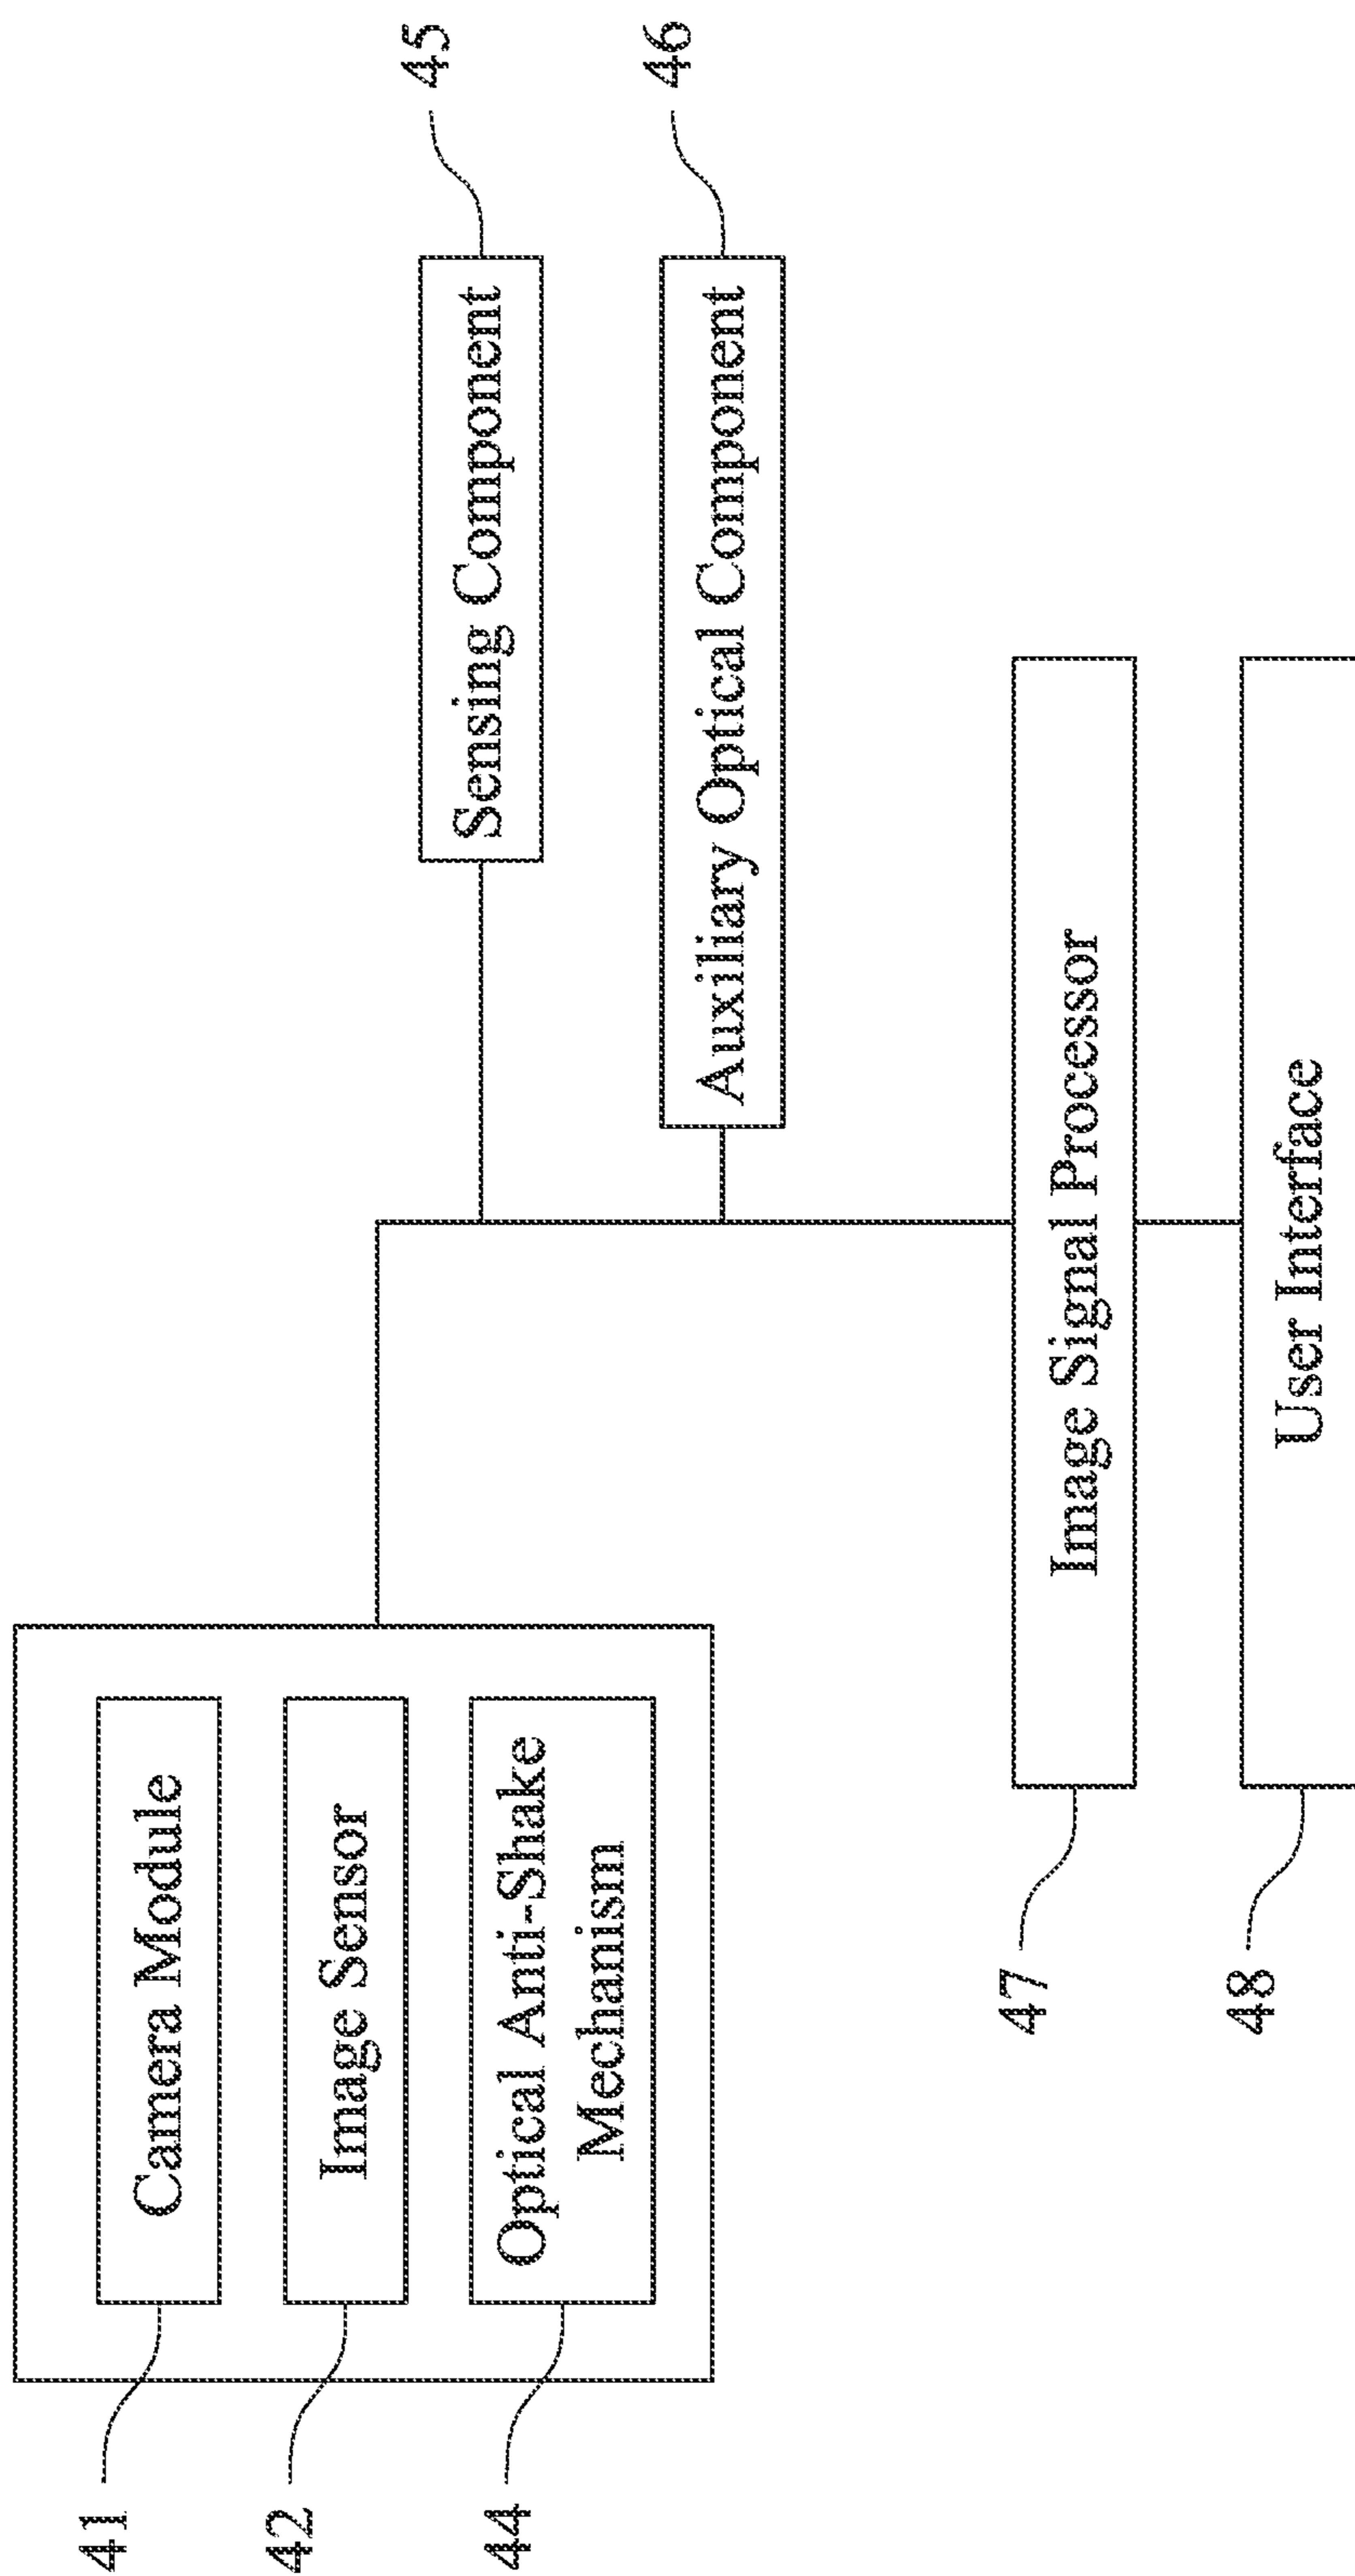 41
Camera Module
42
Image Sensor
44
Optical Anti-Shake
Mechanism
Sensing Component
45
Auxiliary Optical Component
46
47
Image Signal Processor
48
User Interface